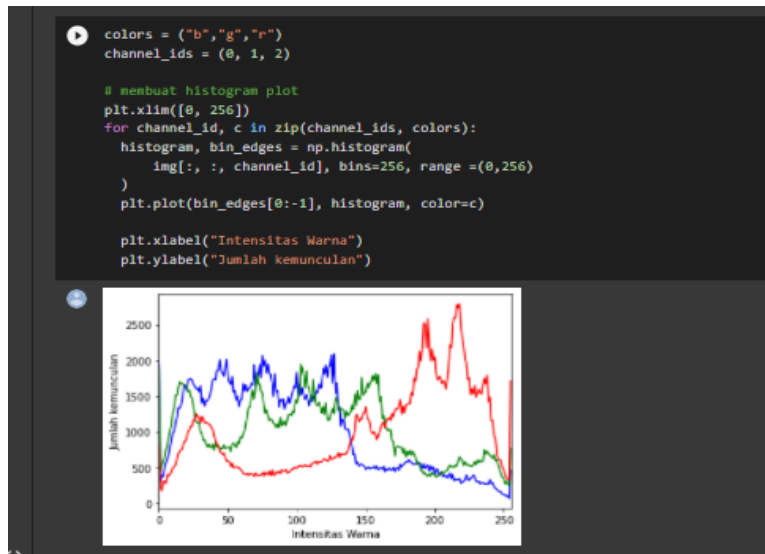 colors = ("b","g","r")
channel_ids = (0, 1, 2)
# membuat histogram plot
plt.xlim([0, 256])
for channel_id, c in zip(channel_ids, colors):
histogram, bin_edges = np.histogram(
img[:, :, channel_id], bins=256, range =(0,256)
)
plt.plot(bin_edges[0:-1], histogram, color=c)
plt.xlabel("Intensitas Warna")
plt.ylabel("Jumlah kemunculan")
2500
2000
1500
1000
500
0
Jumlah kemunculan
0 50 100 150 200 250
Intensitas Warna